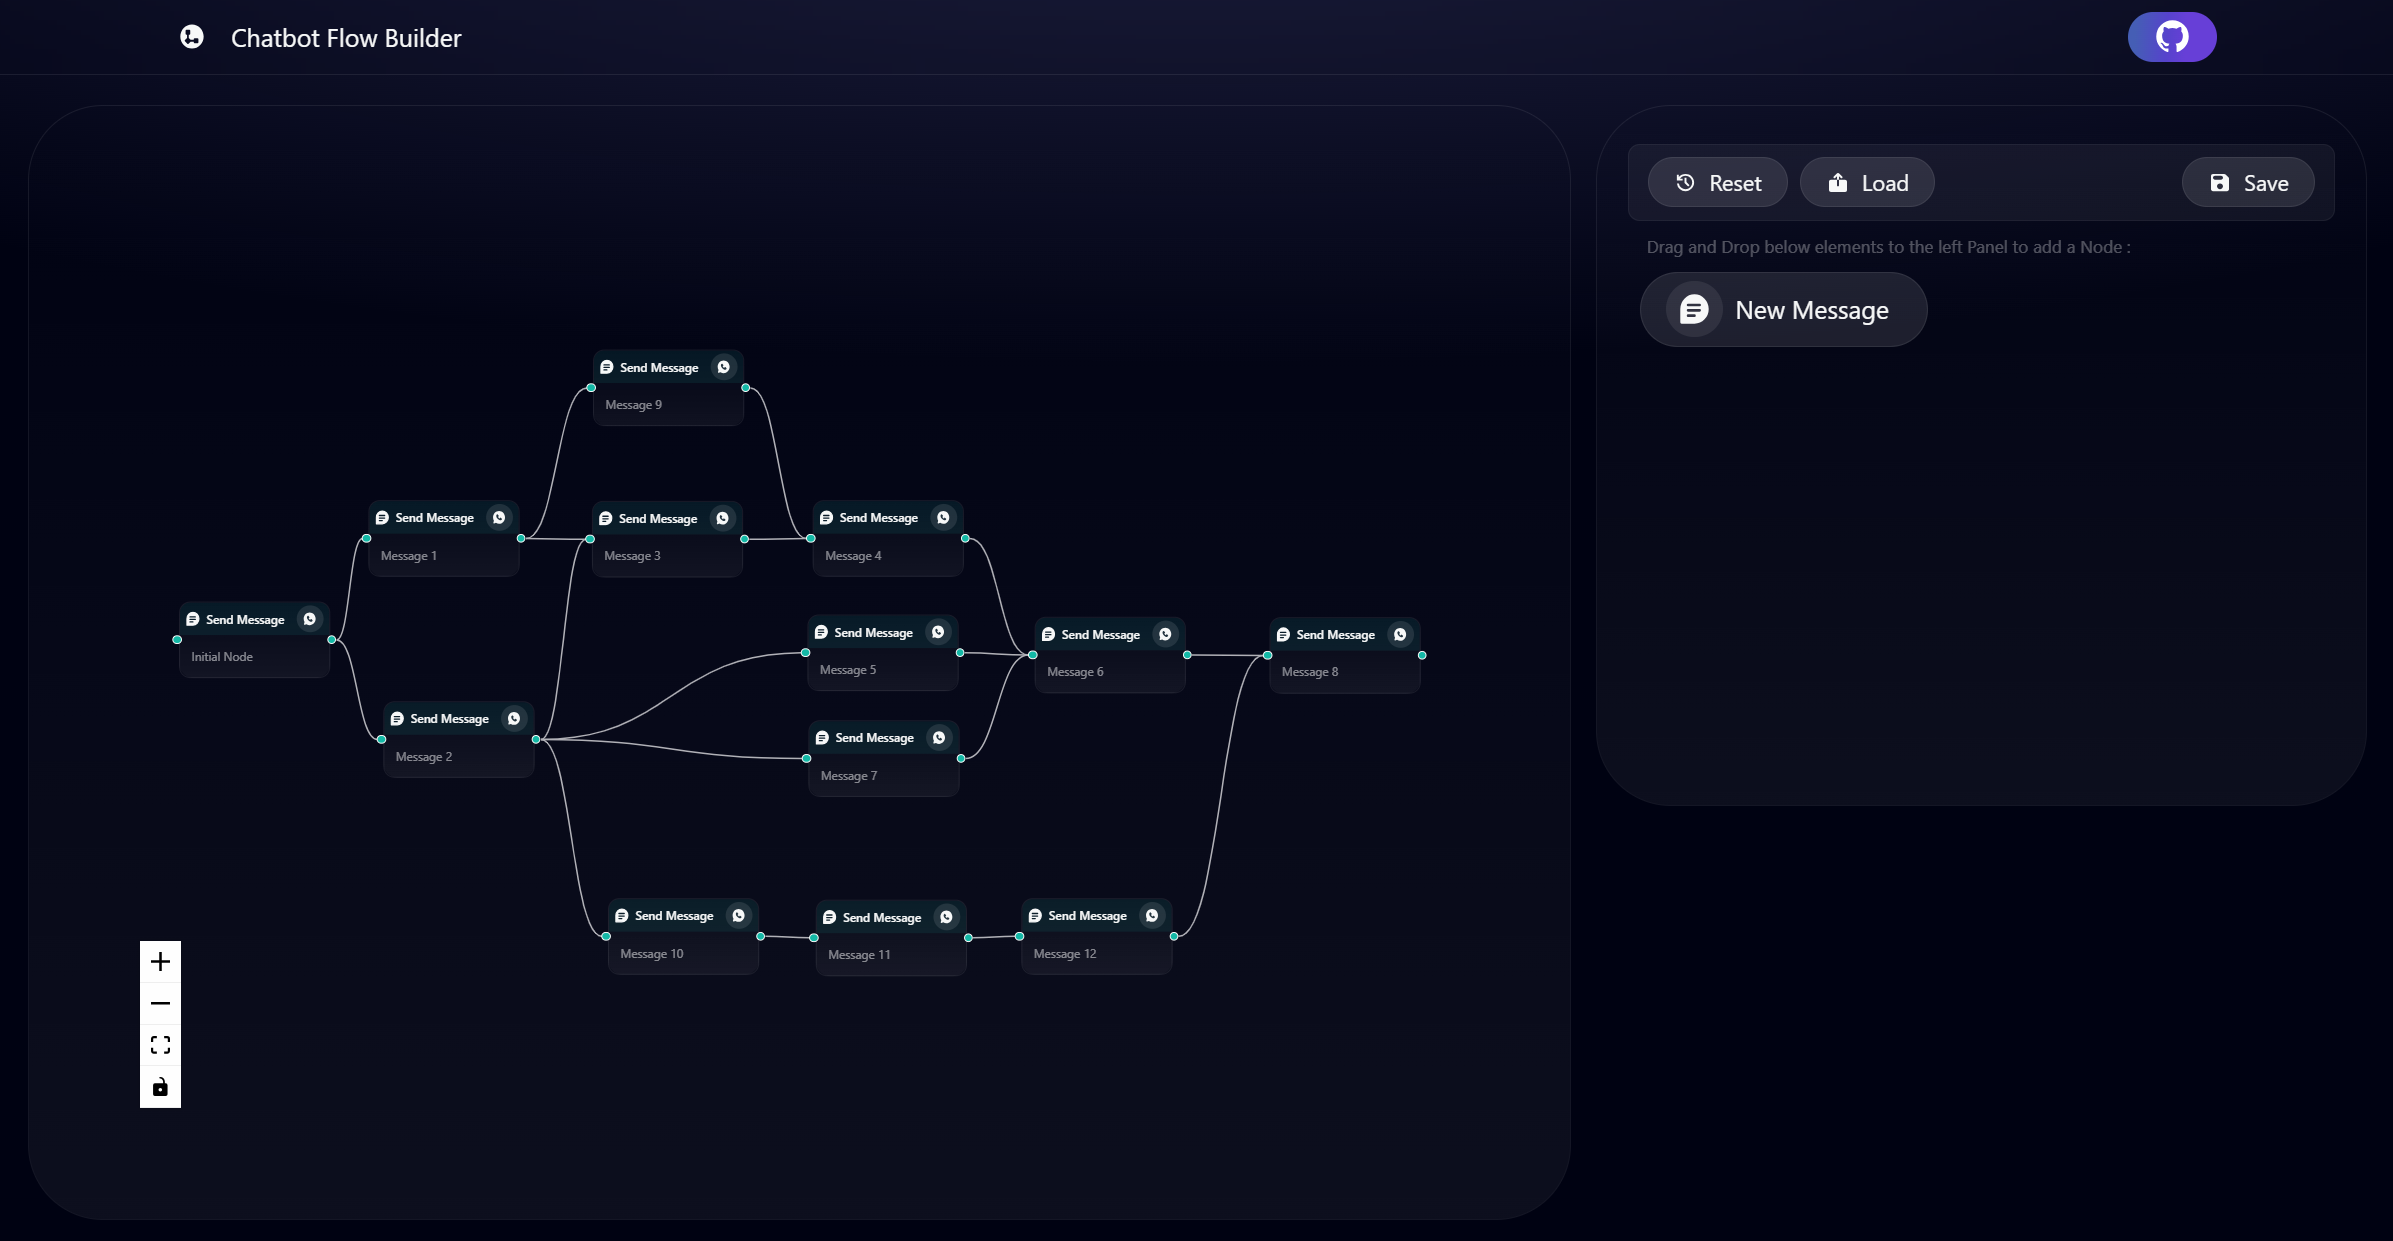 Chatbot Flow Builder
Reset
Load
Save
Drag and Drop below elements to the left Panel to add a Node :
New Message
Send Message
Message 9
Send Message
Message 1
Send Message
Message 3
Send Message
Message 4
Send Message
Initial Node
Send Message
Message 5
Send Message
Message 6
Send Message
Message 8
Send Message
Message 2
Send Message
Message 7
Send Message
Message 10
Send Message
Message 11
Send Message
Message 12